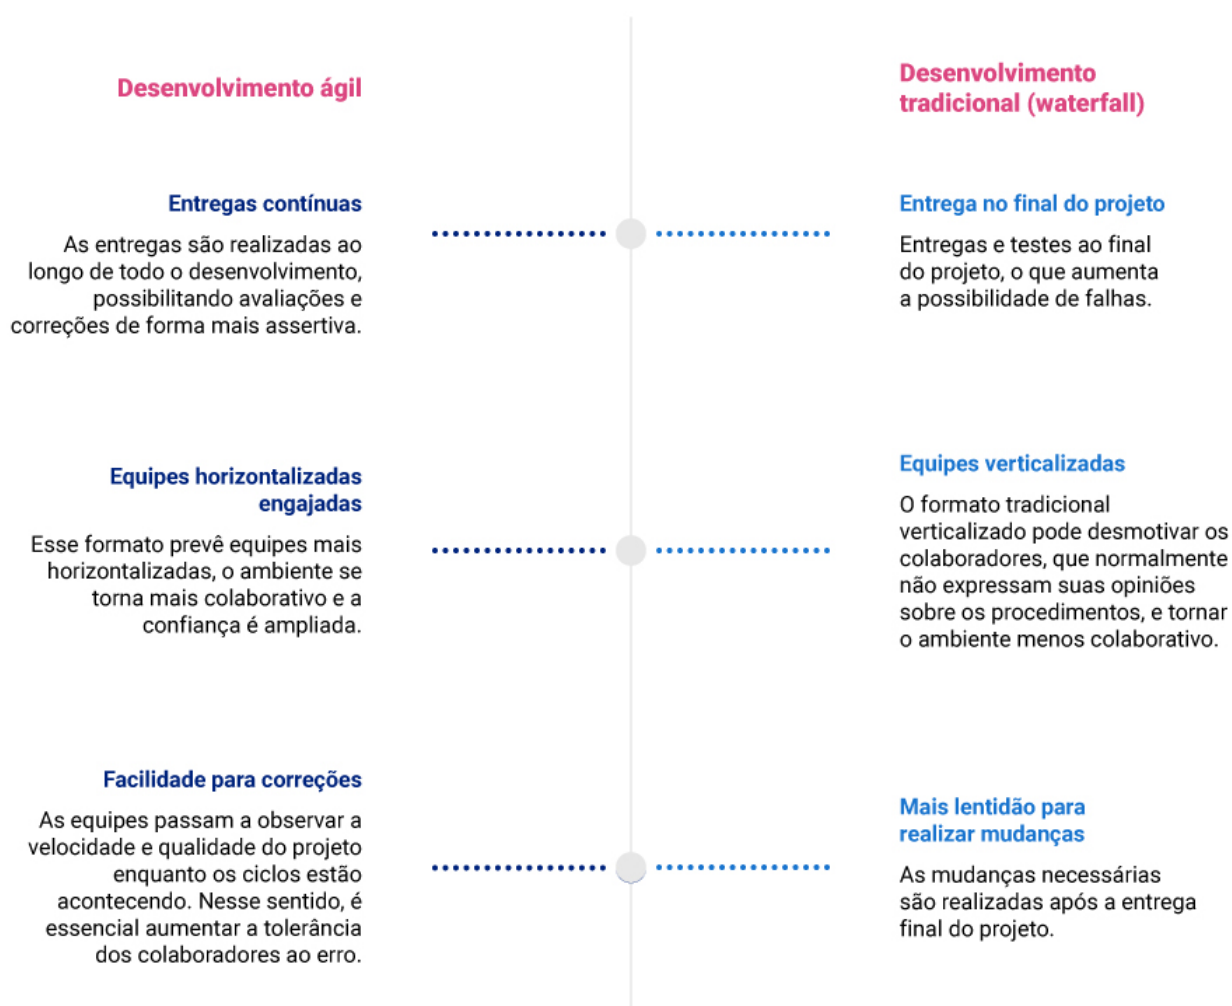 Desenvolvimento ágil
Desenvolvimento
tradicional (waterfall)
Entregas contínuas
As entregas são realizadas ao
longo de todo o desenvolvimento,
possibilitando avaliações e
correções de forma mais assertiva.
Entrega no final do projeto
Entregas e testes ao final
do projeto, o que aumenta
a possibilidade de falhas.
Equipes horizontalizadas
engajadas
Esse formato prevê equipes mais
horizontalizadas, o ambiente se
torna mais colaborativo e a
confiança é ampliada.
Equipes verticalizadas
O formato tradicional
verticalizado pode desmotivar os
colaboradores, que normalmente
não expressam suas opiniões
sobre os procedimentos, e tornar
o ambiente menos colaborativo.
Facilidade para correções
As equipes passam a observar a
velocidade e qualidade do projeto
enquanto os ciclos estão
acontecendo. Nesse sentido, é
essencial aumentar a tolerância
dos colaboradores ao erro.
Mais lentidão para
realizar mudanças
As mudanças necessárias
são realizadas após a entrega
final do projeto.